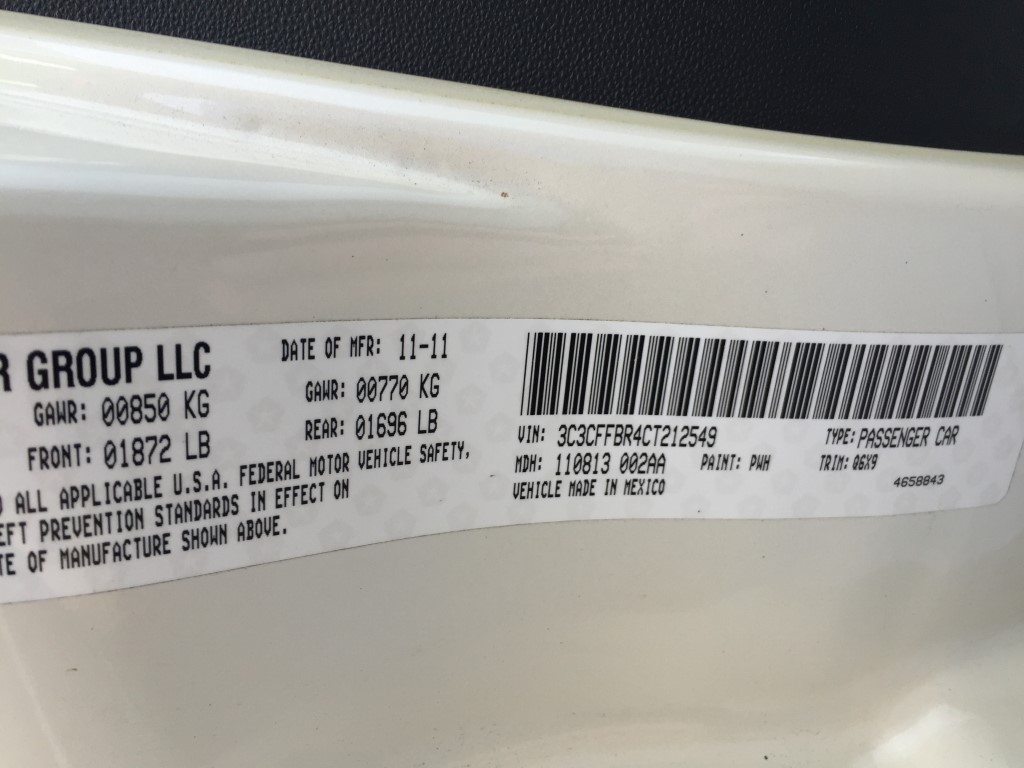 GROUP LLC
DATE OF MFR: 11-11
GAWR: 00850 KG
GAWR: 00770 KG
FRONT: 01872 LB
REAR: 01696 LB
ALL APPLICABLE U.S.A. FEDERAL MOTOR VEHICLE SAFETY,
PREVENTION STANDARDS IN EFFECT ON
OF MANUFACTURE SHOWN ABOVE.
VIN: 3C3CFFBR4CT212549 TYPE: PASSENGER CAR
MDH: 110813 002AA PAINT: PWH TRIM: Q6X9
VEHICLE MADE IN MEXICO 4658843